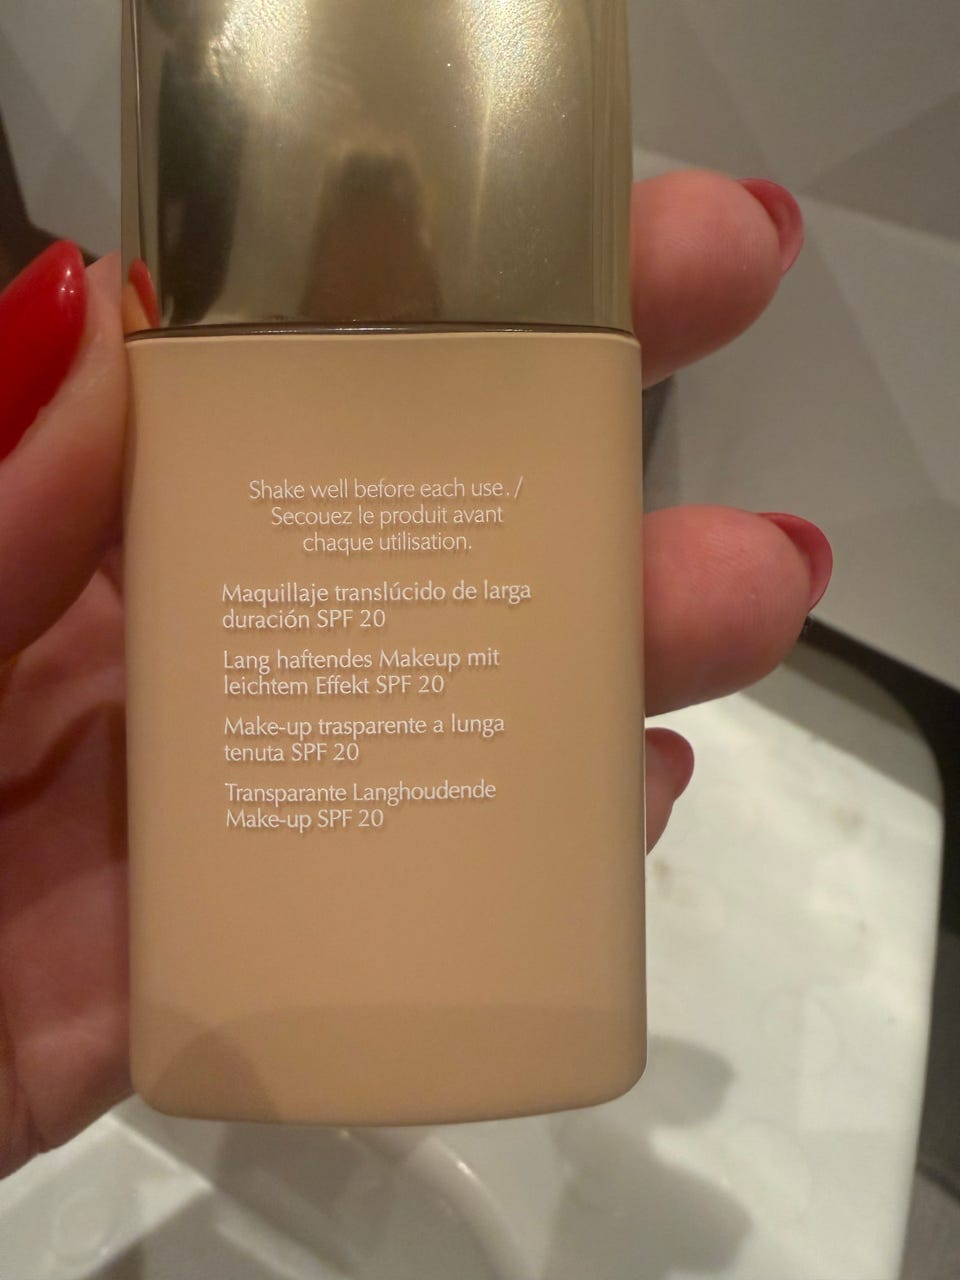 Shake well before each use. /
Secouez le produit avant
chaque utilisation.
Maquillaje translúcido de larga
duración SPF 20
Lang haftendes Makeup mit
leichtem Effekt SPF 20
Make-up trasparente a lunga
tenuta SPF 20
Transparante Langhoudende
Make-up SPF 20